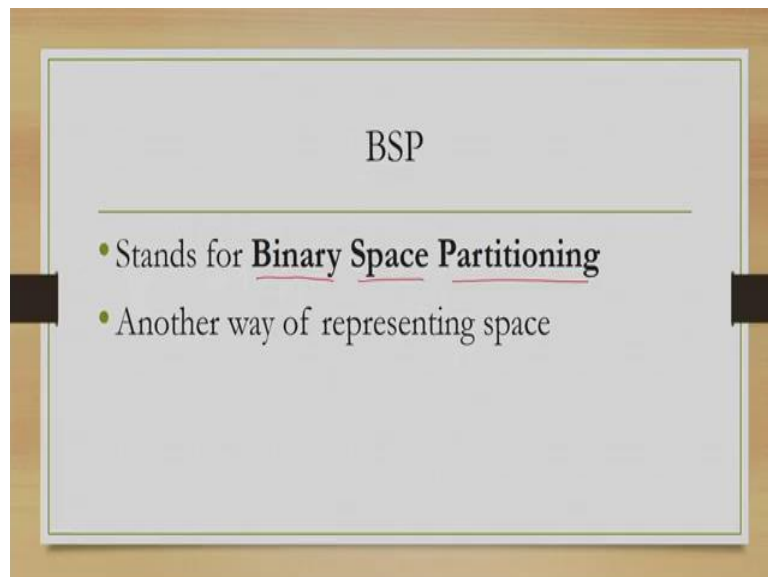 BSP
• Stands for Binary Space Partitioning
• Another way of representing space